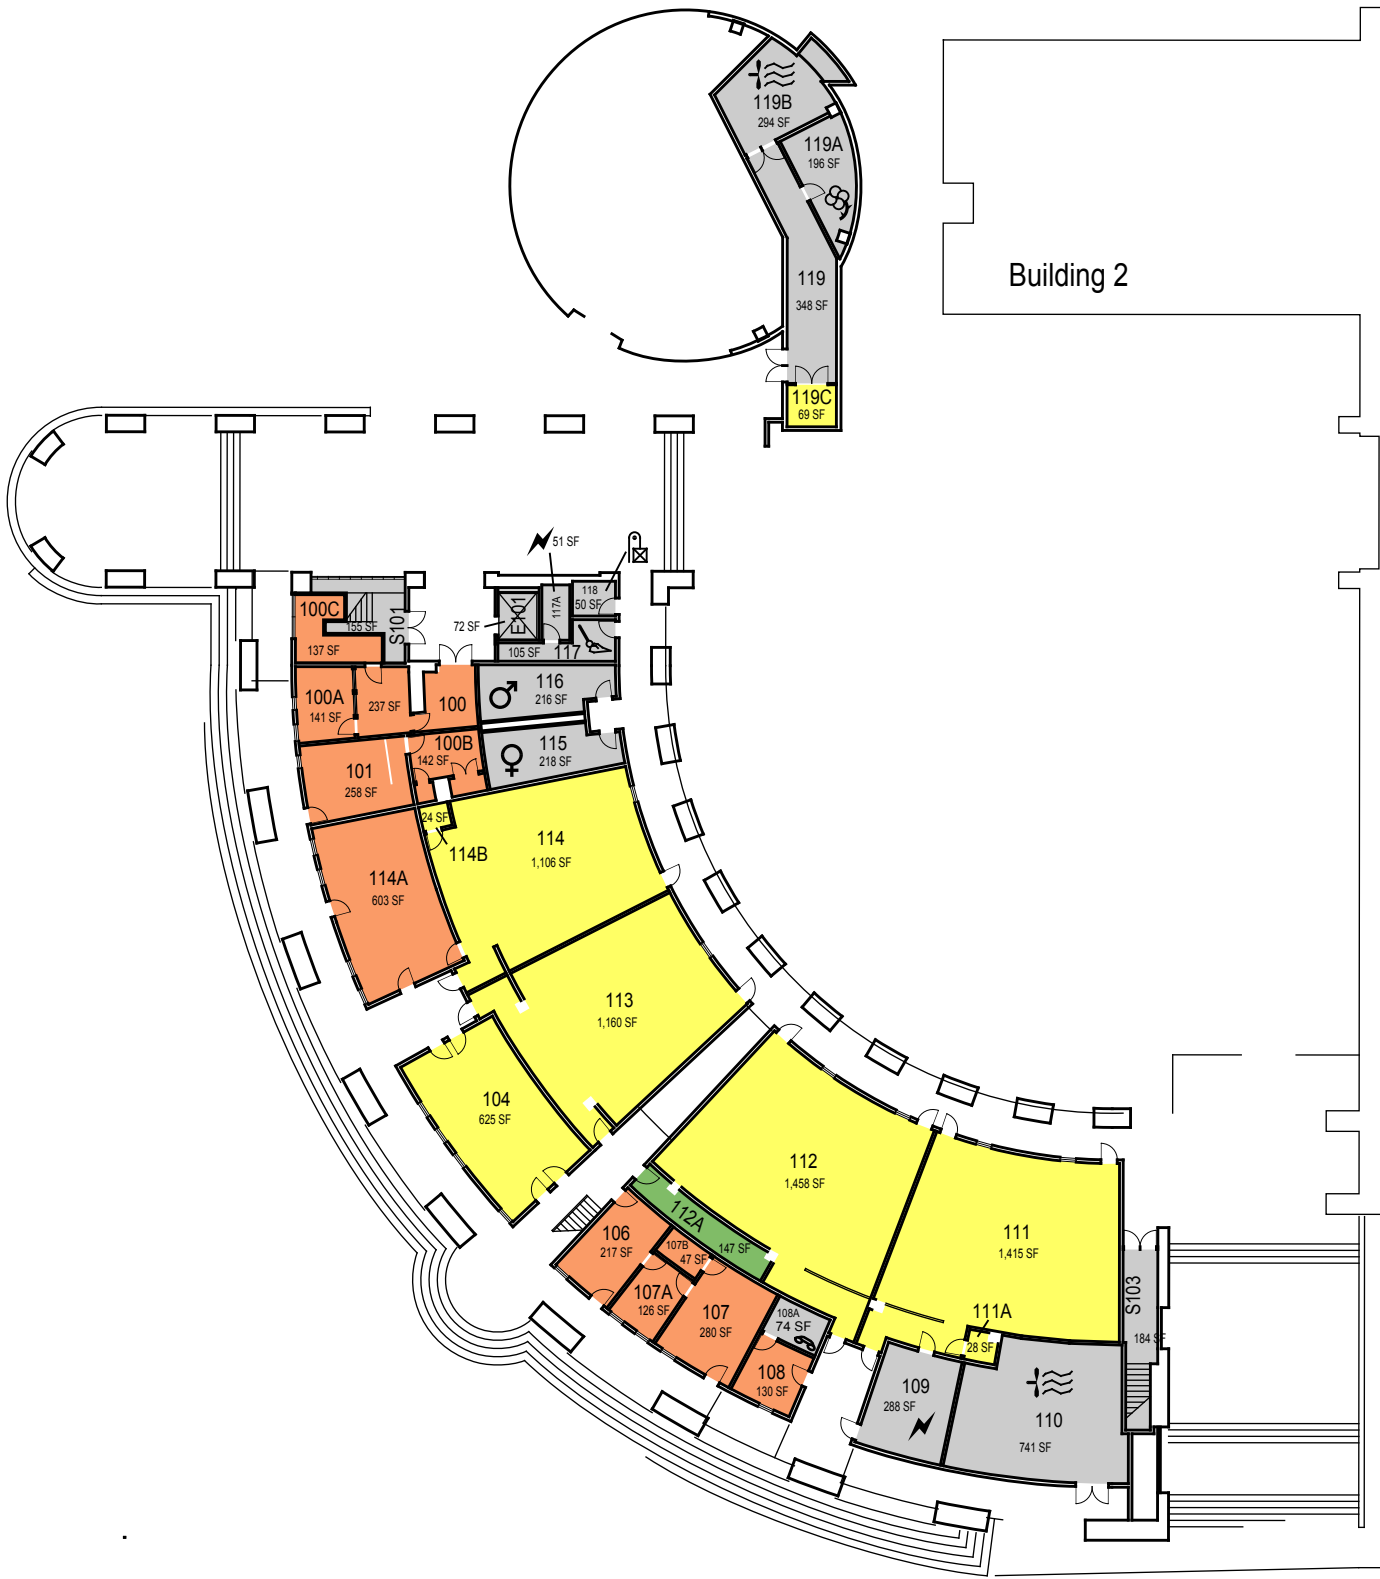 119B
294 SF
119A
196 SF
Building 2
119
348 SF
119C
69 SF
51 SF
118
50 SF
117A
E1-01
72 SF
105 SF
117
100C
155 SF
S101
137 SF
116
216 SF
100A
141 SF
237 SF
100
115
218 SF
100B
142 SF
101
258 SF
24 SF
114B
114
1,106 SF
114A
603 SF
113
1,160 SF
104
625 SF
112
1,458 SF
111
1,415 SF
112A
147 SF
106
217 SF
107B
47 SF
107A
126 SF
107
280 SF
108A
74 SF
108
130 SF
111A
28 SF
S103
184 SF
109
288 SF
110
741 SF